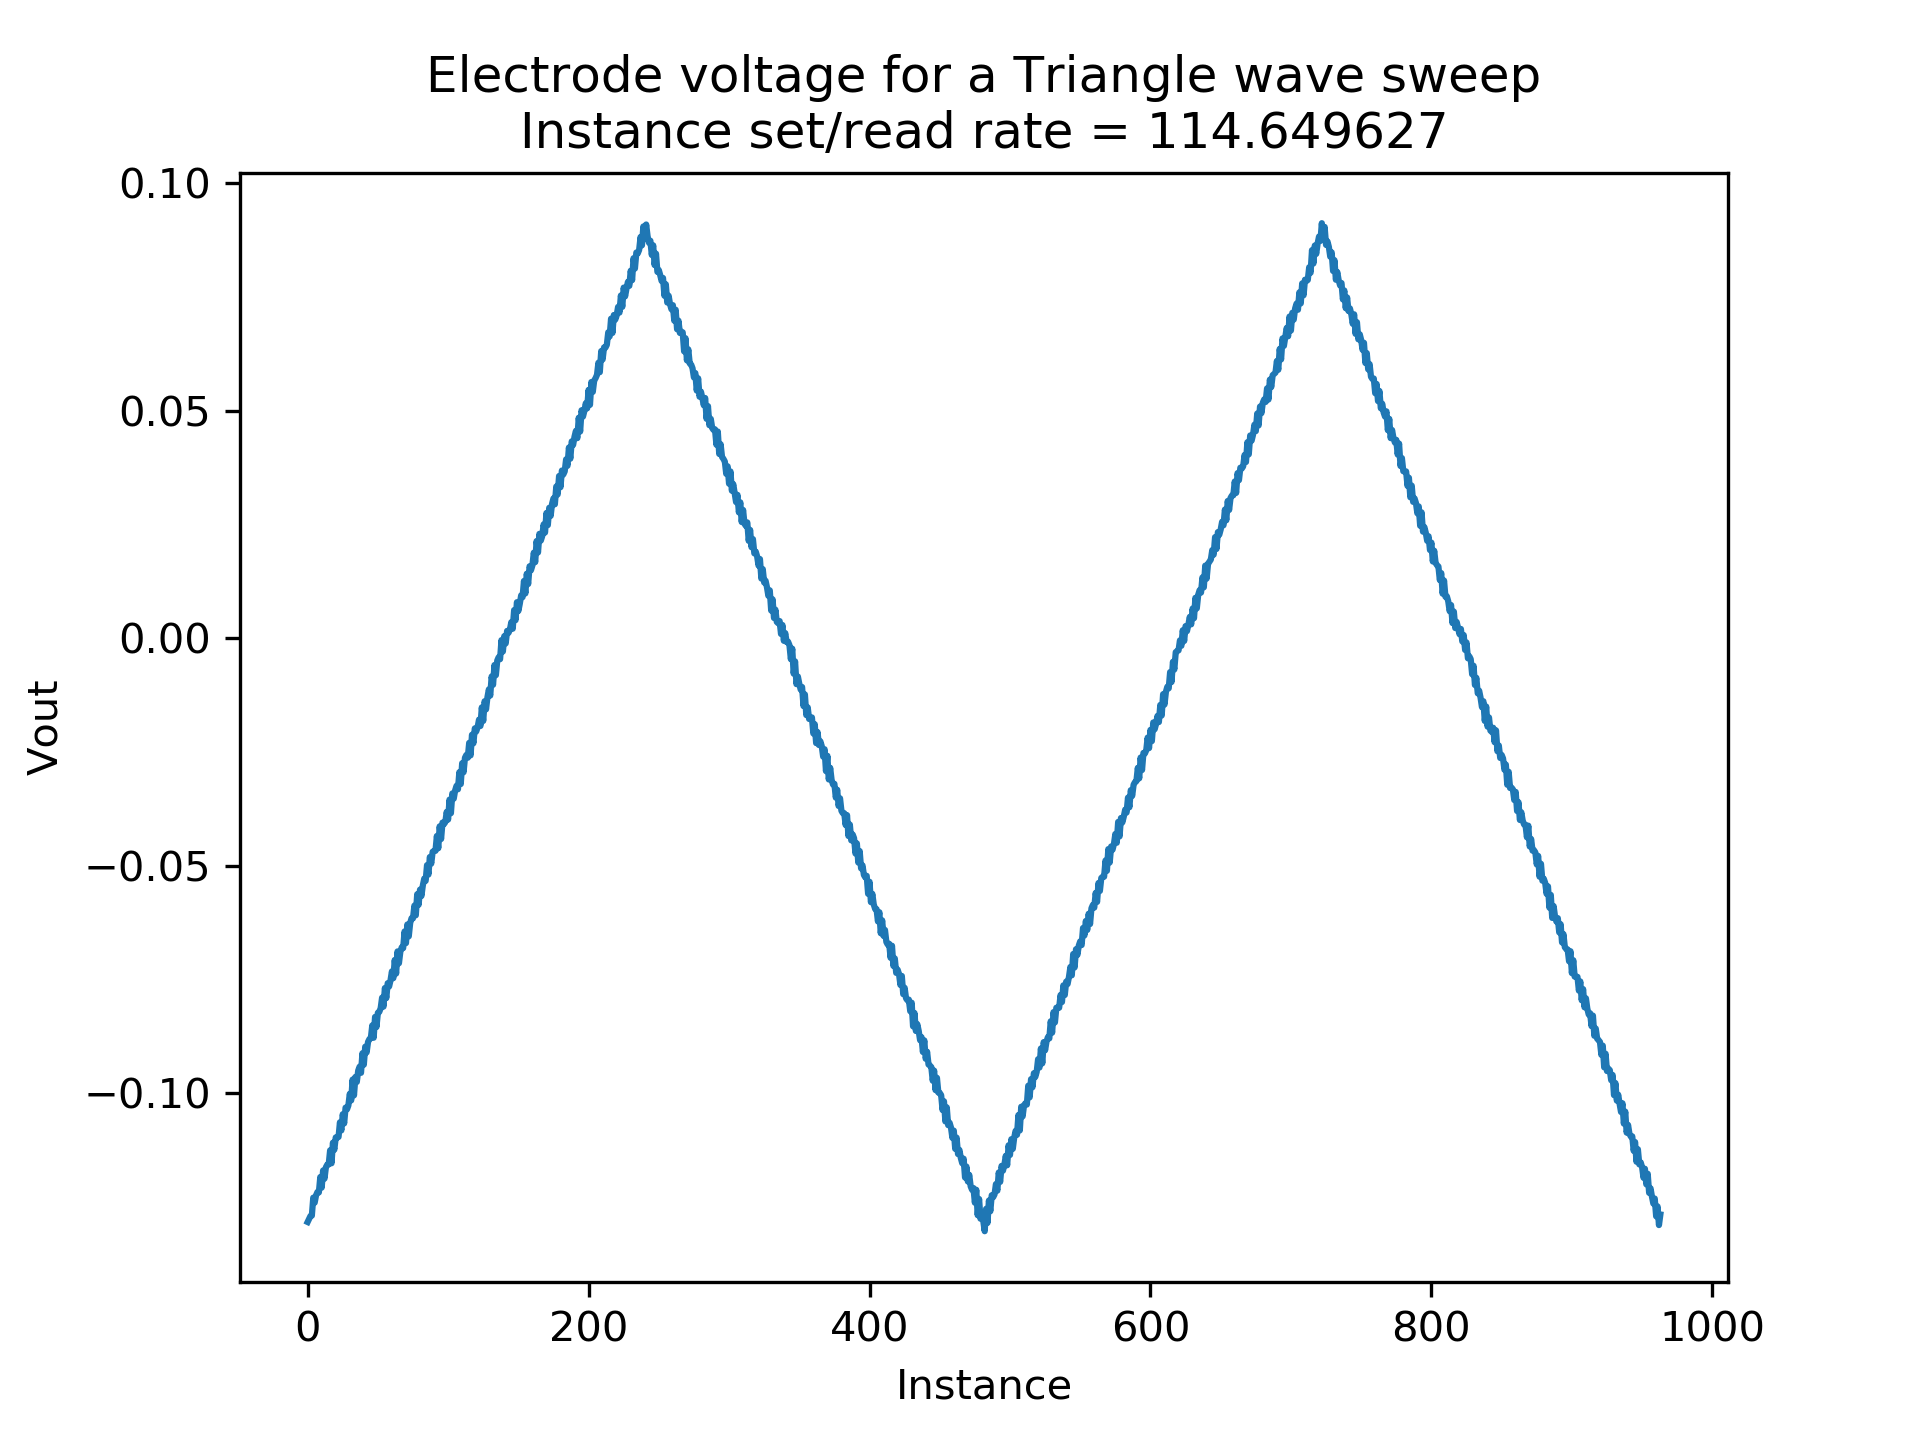 Electrode voltage for a Triangle wave sweep
Instance set/read rate = 114.649627
0.10
0.05
0.00
−0.05
−0.10
Vout
0 200 400 600 800 1000
Instance